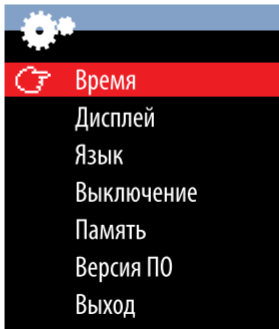 Время
Дисплей
Язык
Выключение
Память
Версия ПО
Выход